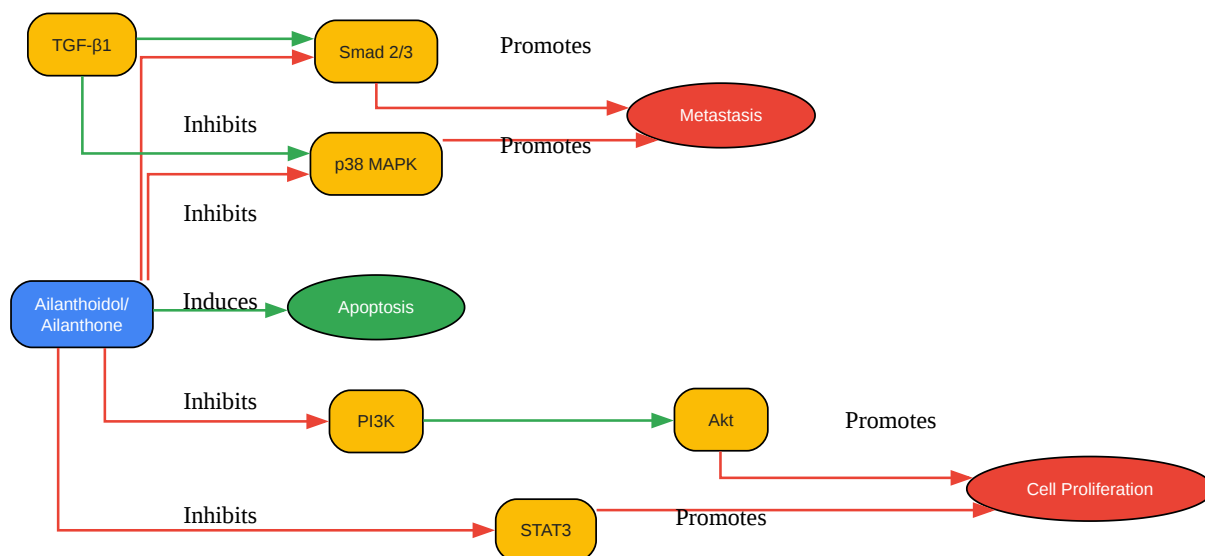 TGF-β1
Smad 2/3
Promotes
Metastasis
Inhibits
p38 MAPK
Promotes
Inhibits
Ailanthoidol/
Ailanthone
Induces
Apoptosis
Inhibits
PI3K
Akt
Promotes
Cell Proliferation
Inhibits
STAT3
Promotes